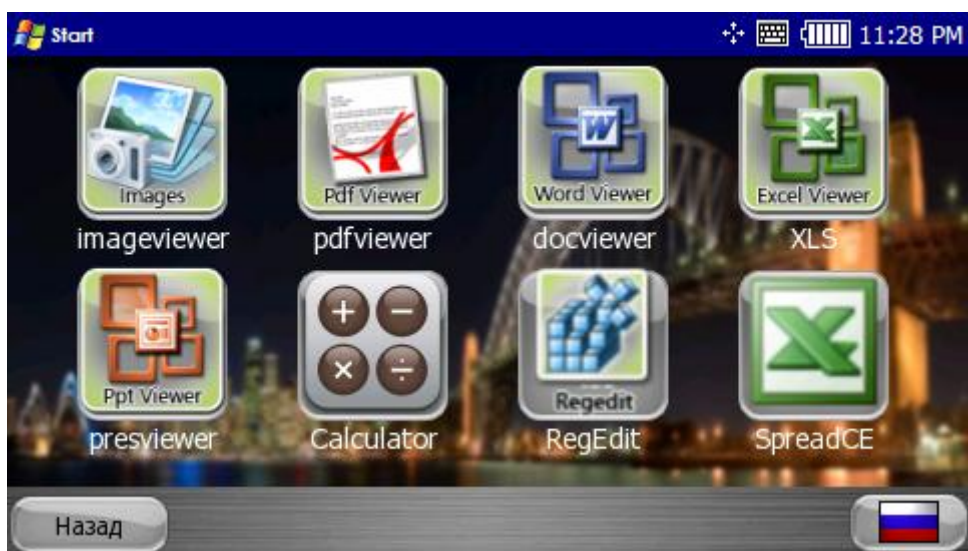 Start
11:28 PM
Images
Pdf Viewer
Word Viewer
Excel Viewer
imageviewer
pdfviewer
docviewer
XLS
Ppt Viewer
Regedit
presviewer
Calculator
RegEdit
SpreadCE
Назад